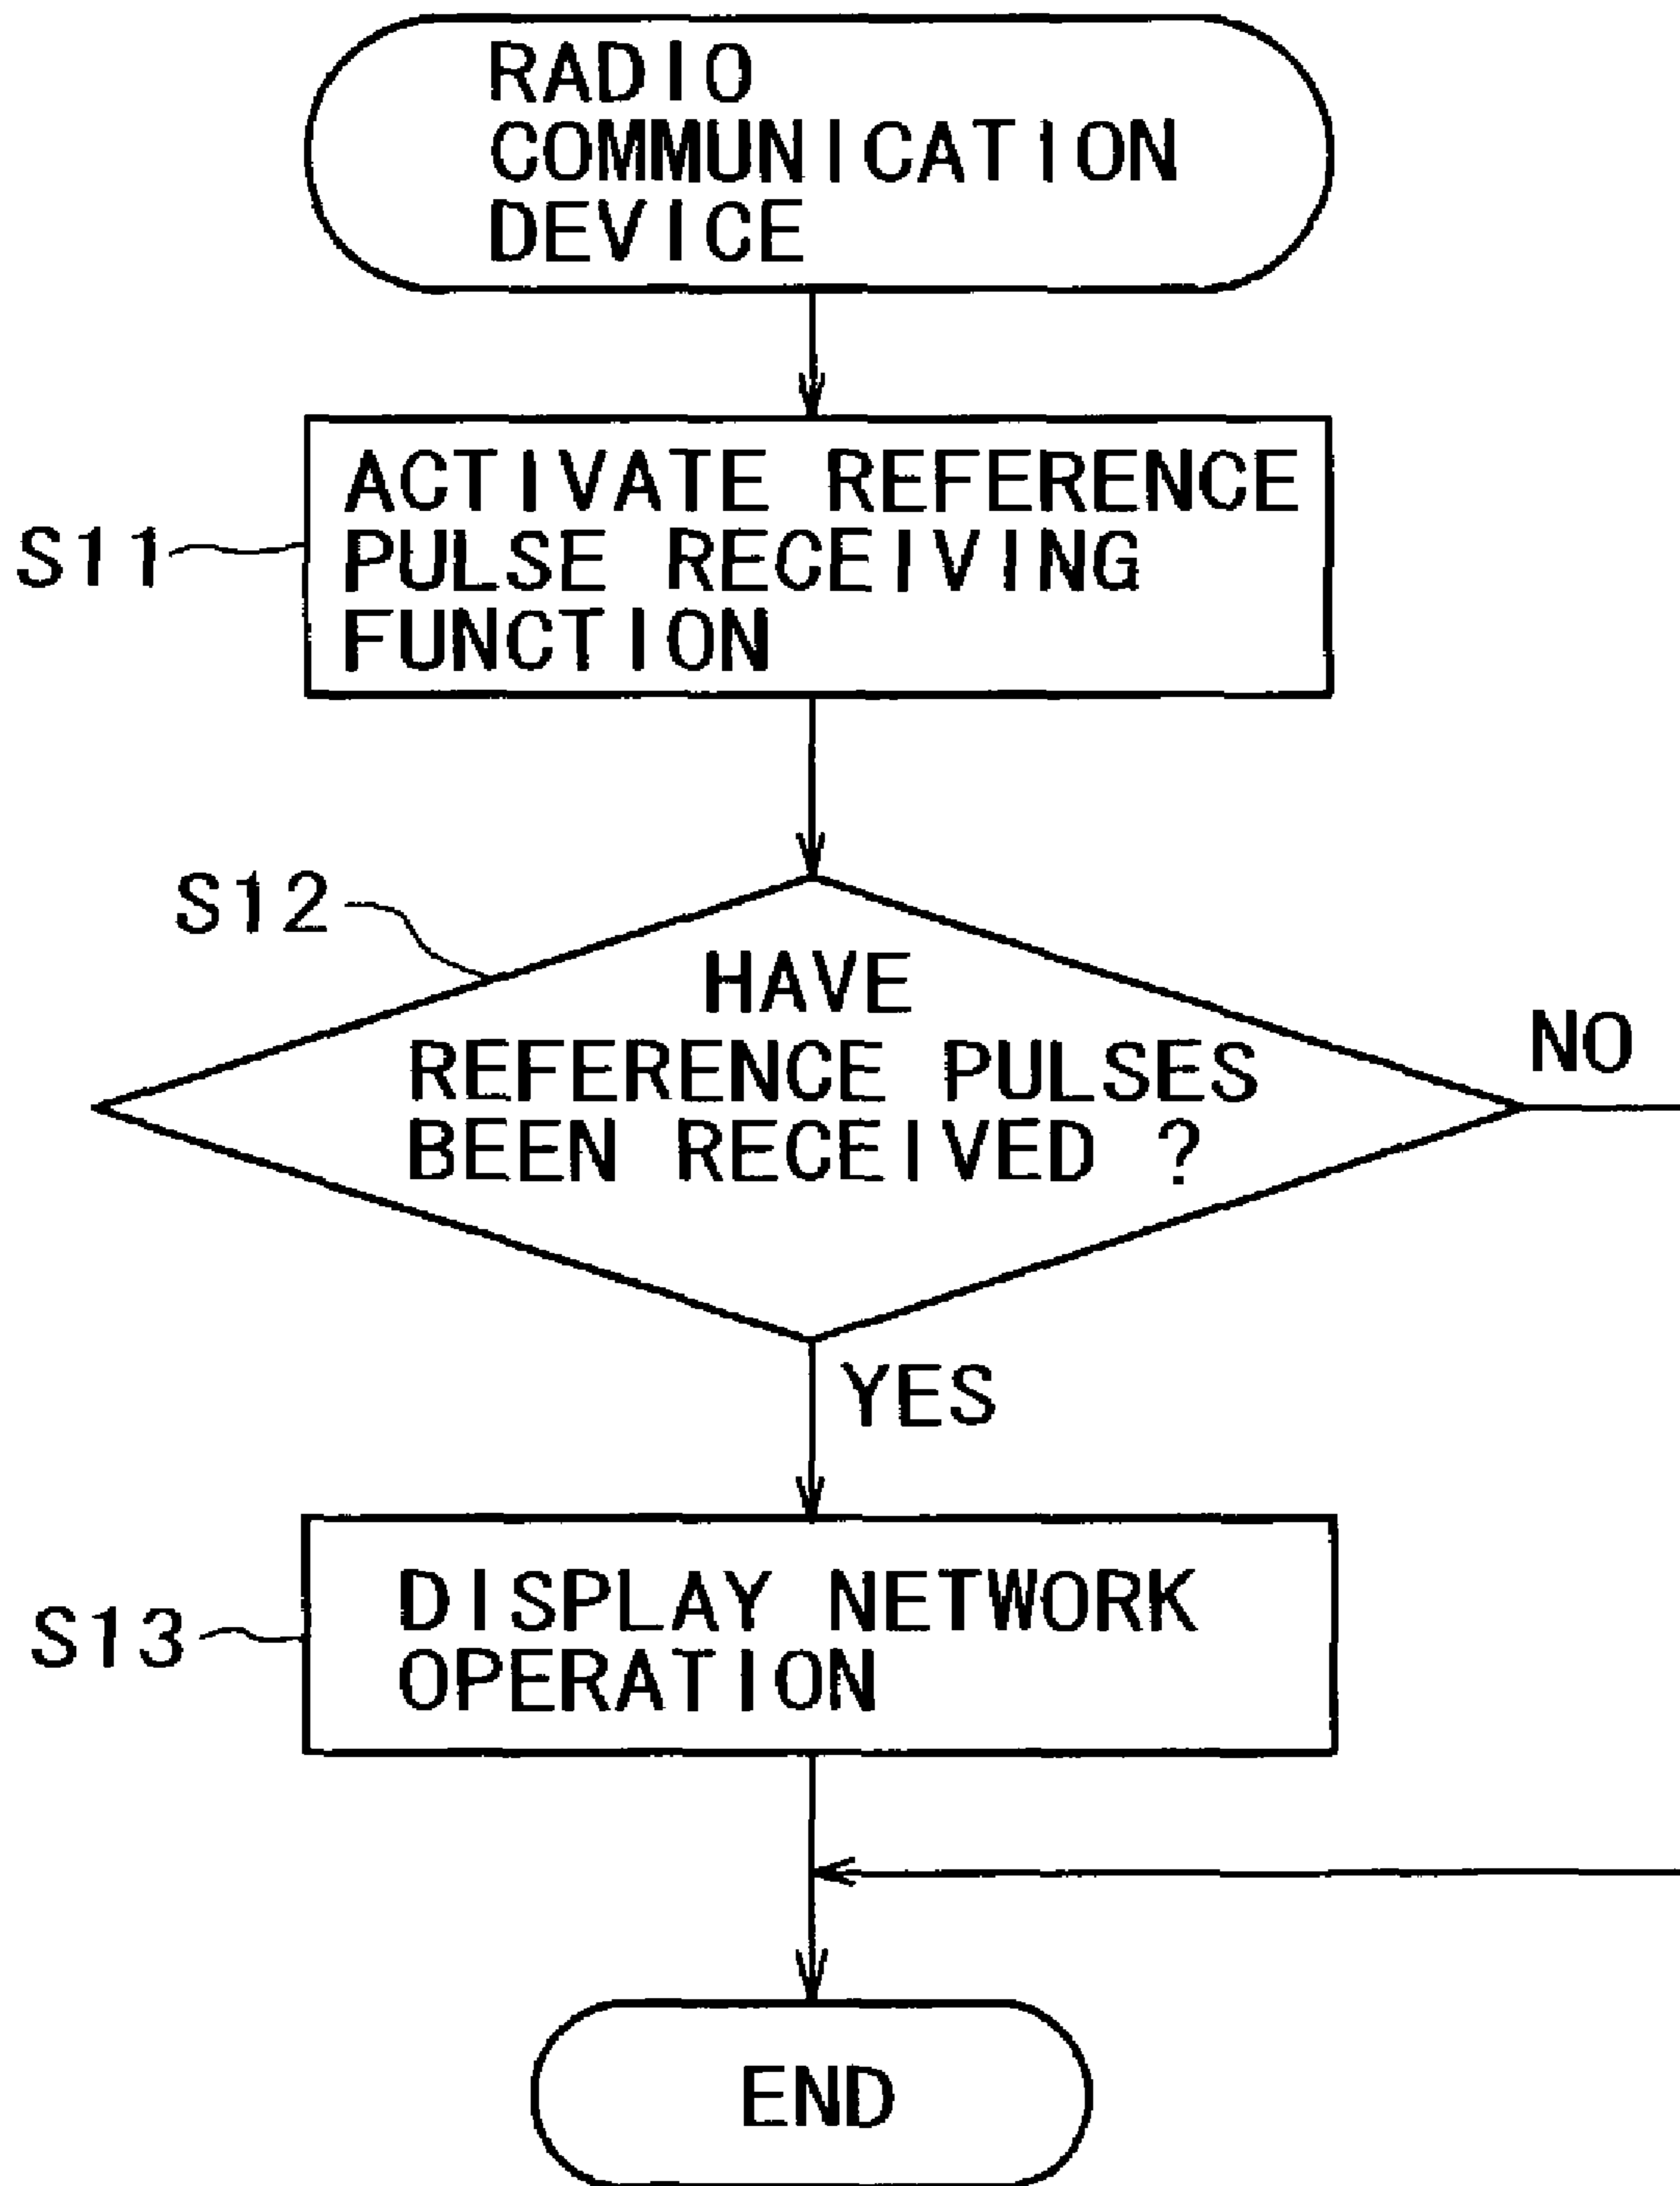 RADIO
COMMUNICATION
DEVICE
S11
ACTIVATE REFERENCE
PULSE RECEIVING
FUNCTION
S12
HAVE
REFERENCE PULSES
BEEN RECEIVED ?
NO
YES
S13
DISPLAY NETWORK
OPERATION
END